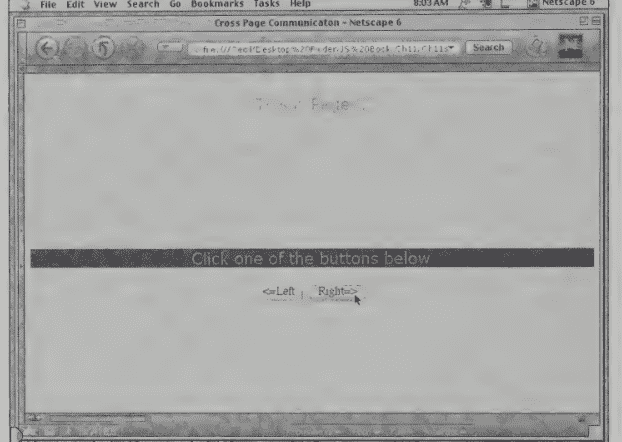 File Edit View Search Go Bookmarks Tasks Help 8:03 AM Netscape 6
Cross Page Communicaton - Netscape 6
Search
Page
Click one of the buttons below
<=Left | Right=>